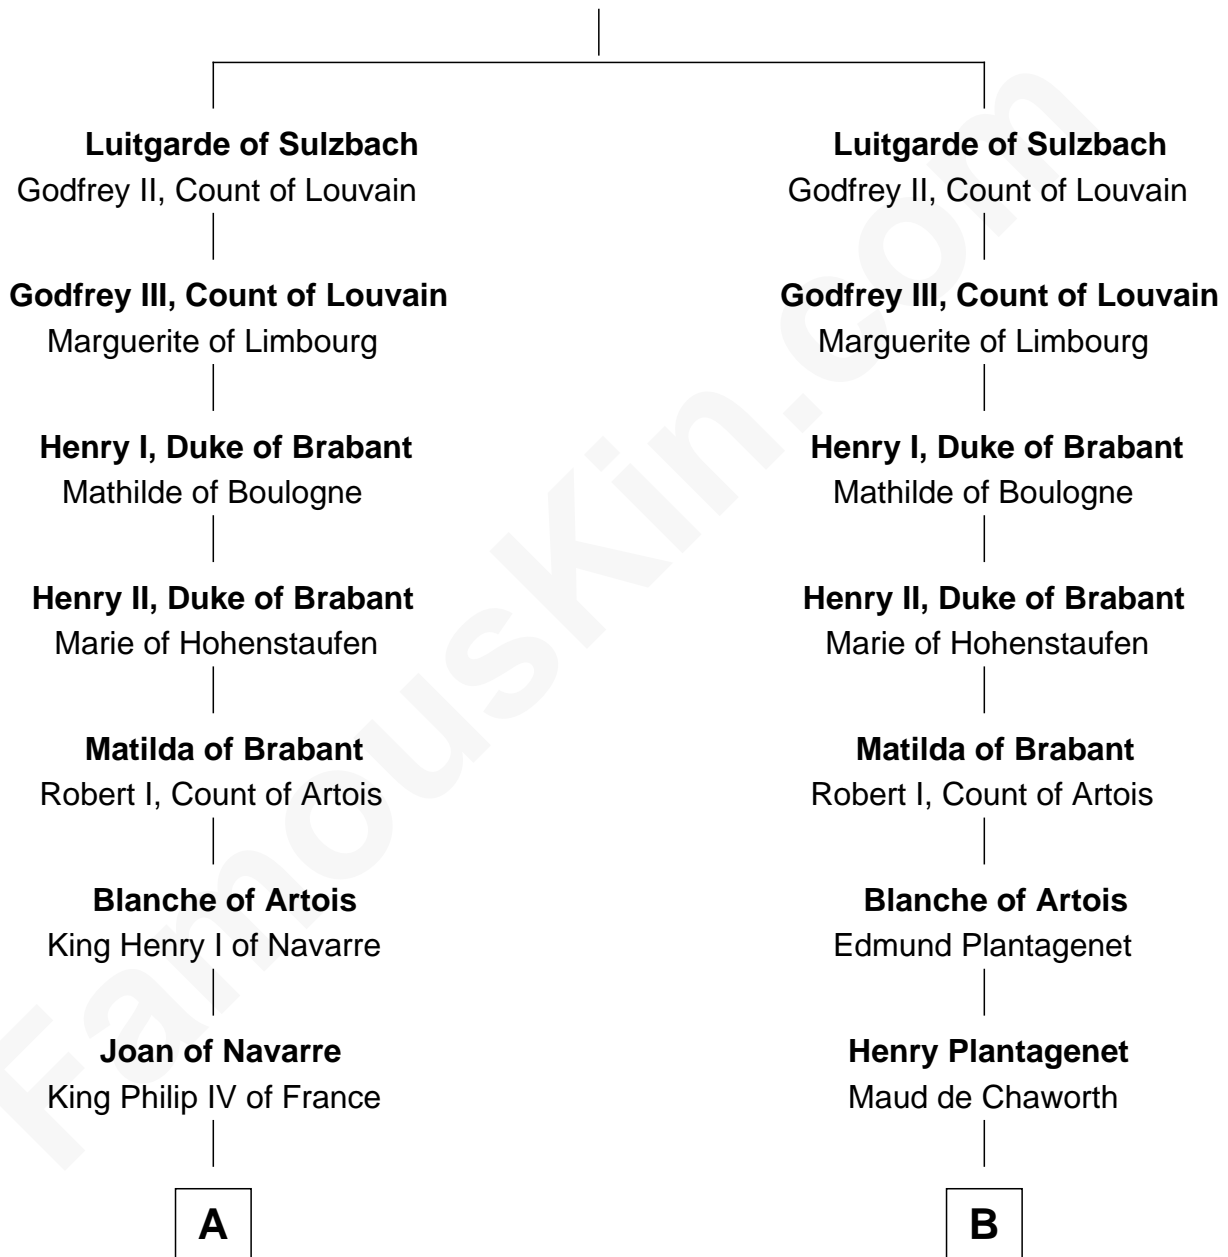 Luitgarde of Sulzbach
Godfrey II, Count of Louvain
Godfrey III, Count of Louvain
Marguerite of Limbourg
Henry I, Duke of Brabant
Mathilde of Boulogne
Henry II, Duke of Brabant
Marie of Hohenstaufen
Matilda of Brabant
Robert I, Count of Artois
Blanche of Artois
King Henry I of Navarre
Joan of Navarre
King Philip IV of France
A
Luitgarde of Sulzbach
Godfrey II, Count of Louvain
Godfrey III, Count of Louvain
Marguerite of Limbourg
Henry I, Duke of Brabant
Mathilde of Boulogne
Henry II, Duke of Brabant
Marie of Hohenstaufen
Matilda of Brabant
Robert I, Count of Artois
Blanche of Artois
Edmund Plantagenet
Henry Plantagenet
Maud de Chaworth
B
FamousKin.com